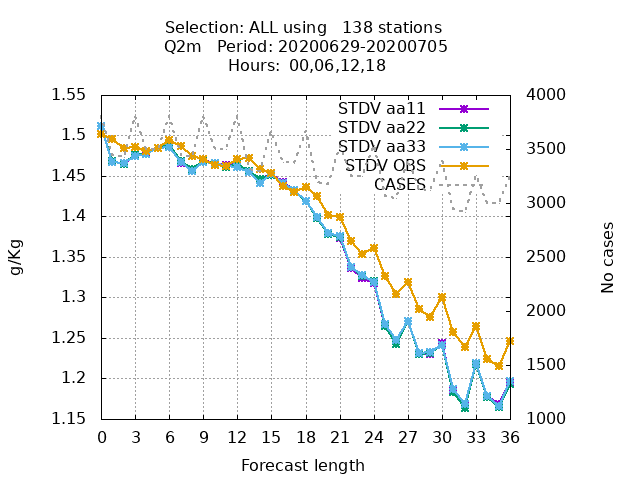 Selection: ALL using   138 stations
Q2m   Period: 20200629-20200705
Hours:  00,06,12,18
1.55
1.5
1.45
1.4
1.35
1.3
1.25
1.2
1.15
g/Kg
STDV aa11
STDV aa22
STDV aa33
STDV OBS
CASES
4000
3500
3000
2500
2000
1500
1000
No cases
0 3 6 9 12 15 18 21 24 27 30 33 36
Forecast length